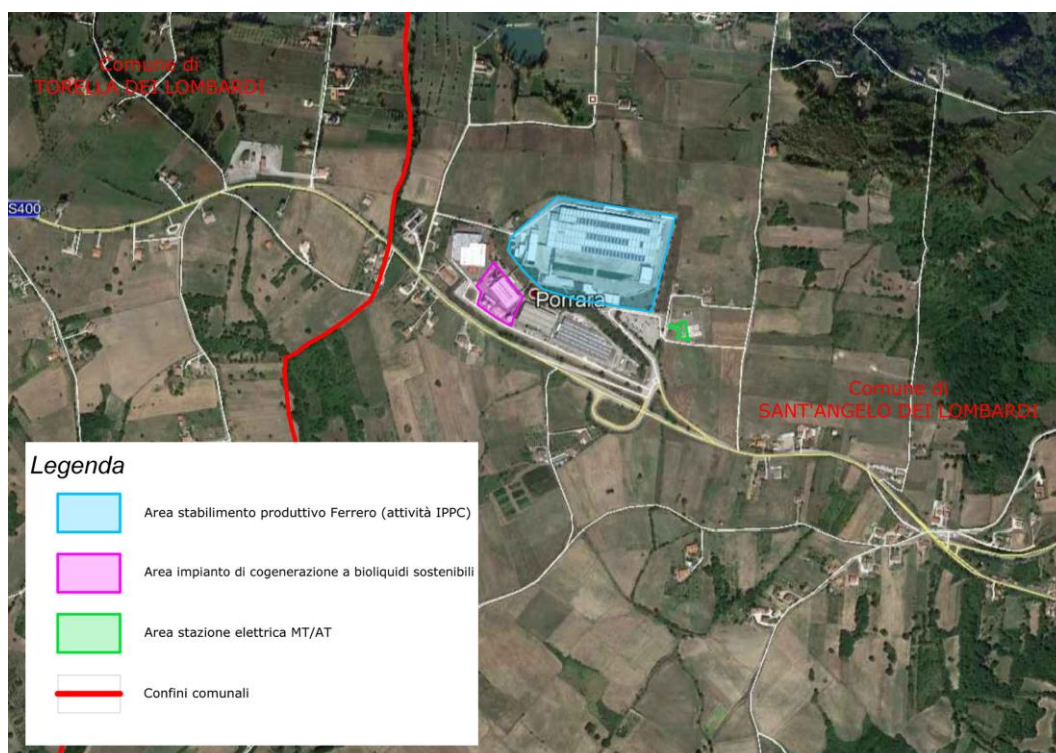 Comune di
TORELLA DEI LOMBARDI
S400
Porrara
Comune di
SANT'ANGELO DEI LOMBARDI
Legenda
Area stabilimento produttivo Ferrero (attività IPPC)
Area impianto di cogenerazione a bioliquidi sostenibili
Area stazione elettrica MT/AT
Confini comunali